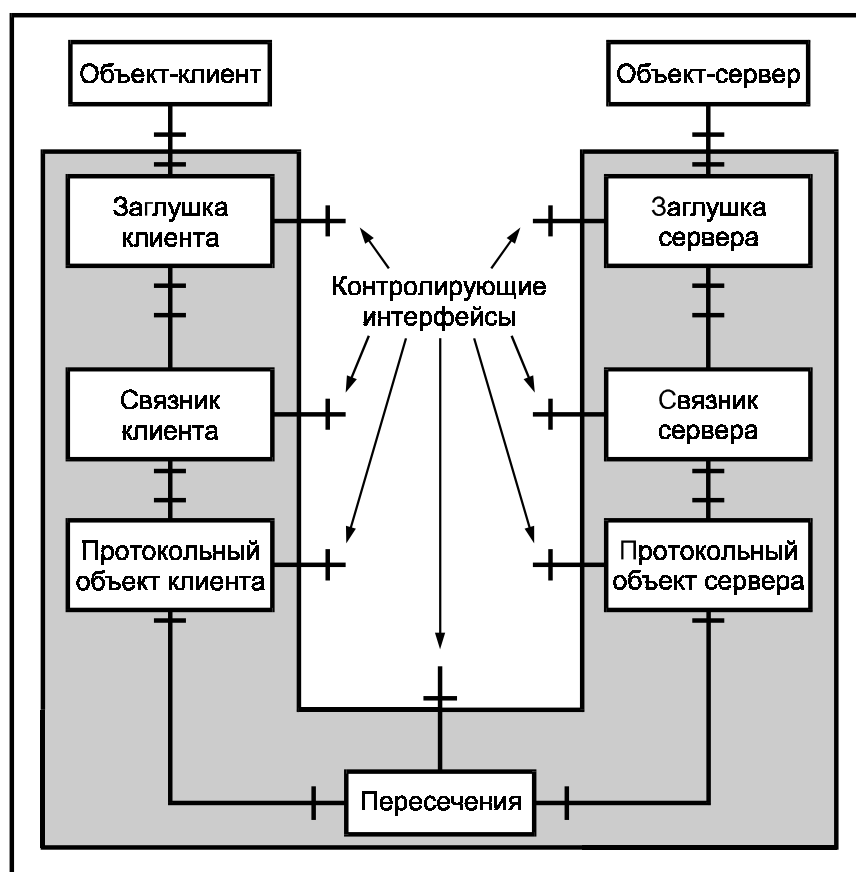 Объект-клиент
Объект-сервер
Заглушка
клиента
Заглушка
сервера
Контролирующие
интерфейсы
Связник
клиента
Связник
сервера
Протокольный
объект клиента
Протокольный
объект сервера
Пересечения